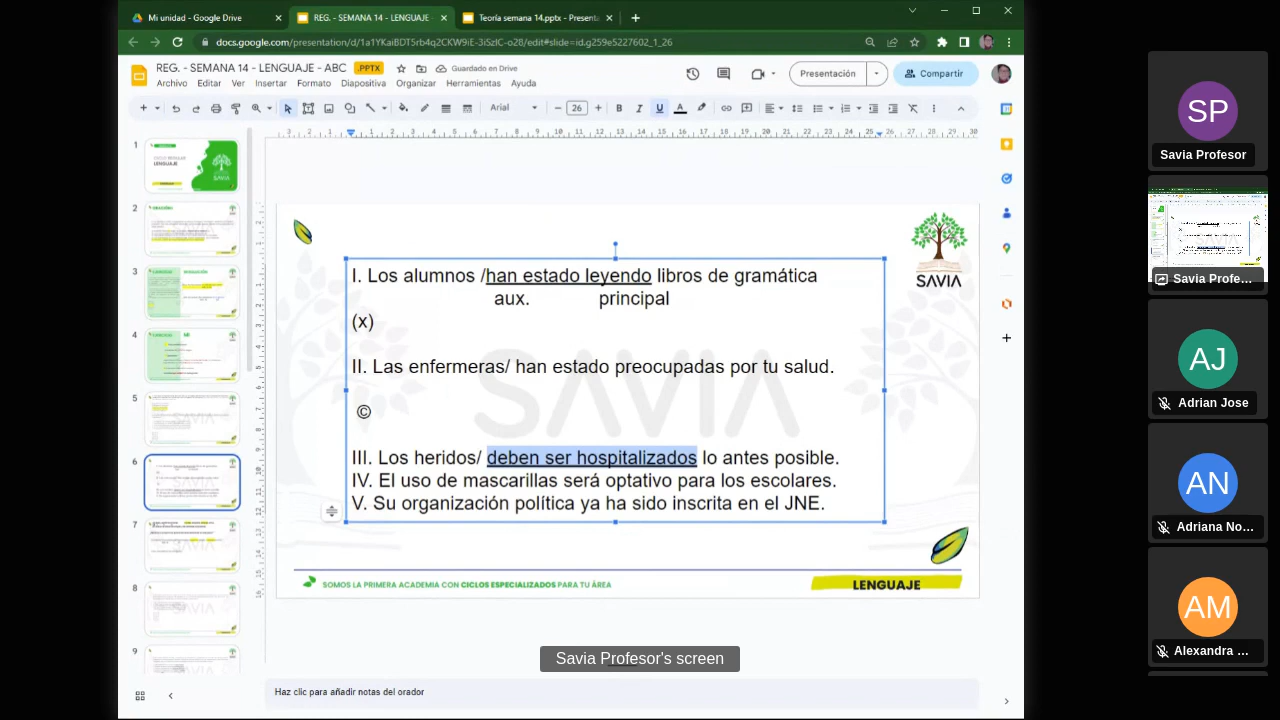 Mi unidad - Google Drive
REG. - SEMANA 14 - LENGUAJE -
Teoría semana 14.pptx - Presenta
docs.google.com/presentation/d/1a1YKaiBDT5rb4q2CKW9iE-3iSzIC-o28/edit#slide=id.g259e5227602_1_26
REG. - SEMANA 14 - LENGUAJE - ABC
.PPTX
Guardado en Drive
Archivo Editar Ver Insertar Formato Diapositiva Organizar Herramientas Ayuda
Presentación
Compartir
Arial
26
I. Los alumnos /han estado leyendo libros de gramática
aux. principal
(x)
II. Las enfermeras/ han estado preocupadas por tu salud.
©
III. Los heridos/ deben ser hospitalizados lo antes posible.
IV. El uso de mascarillas será optativo para los escolares.
V. Su organización política ya ha sido inscrita en el JNE.
SAVIA
SOMOS LA PRIMERA ACADEMIA CON CICLOS ESPECIALIZADOS PARA TU ÁREA
LENGUAJE
Savia Profesor's screen
Haz clic para añadir notas del orador
SP
Savia Profesor
Savia Profe...
AJ
Adrian Jose
AN
Adriana No...
AM
Alexandra ...